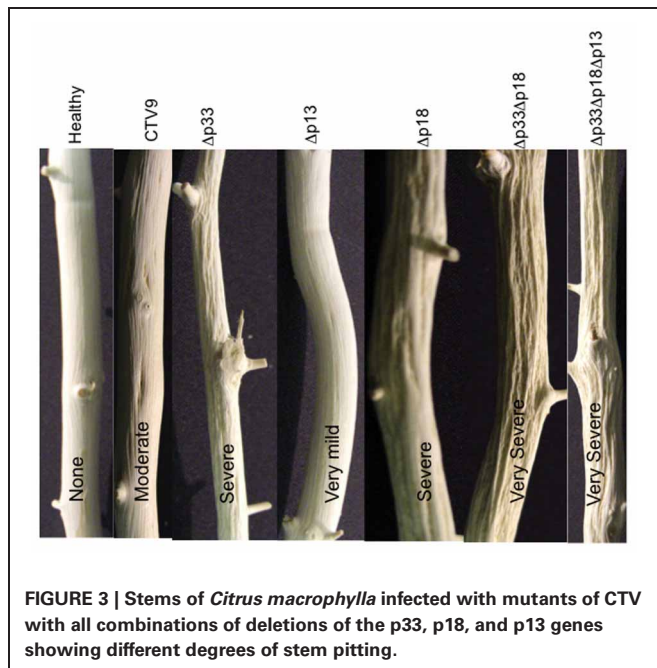 Healthy
CTV9
Δp33
Δp13
Δp18
Δp33Δp18
Δp33Δp18Δp13
None
Moderate
Severe
Very mild
Severe
Very Severe
Very Severe
FIGURE 3 | Stems of Citrus macrophylla infected with mutants of CTV
with all combinations of deletions of the p33, p18, and p13 genes
showing different degrees of stem pitting.